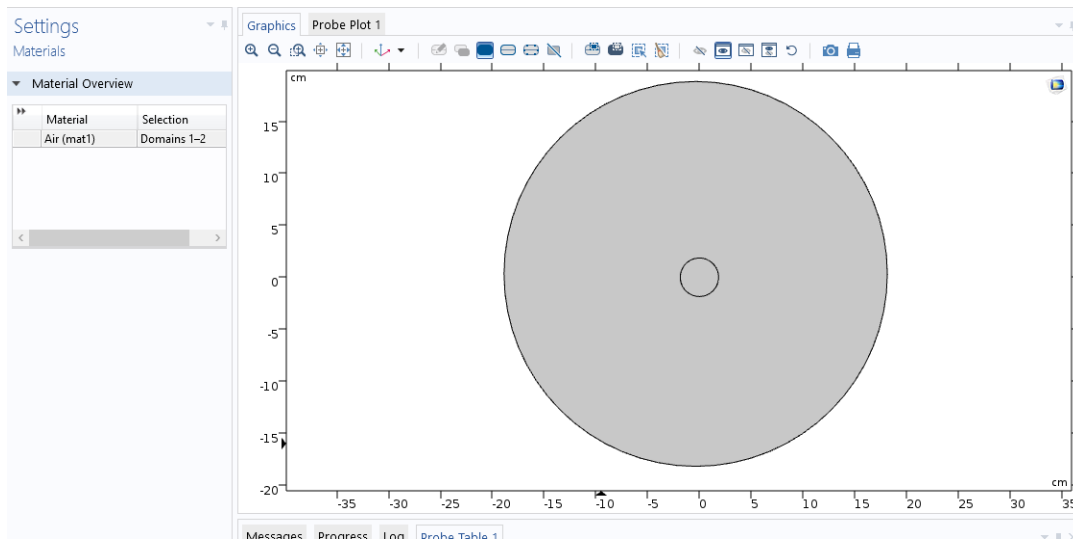 Settings
Materials
Material Overview
Material Selection
Air (mat1) Domains 1–2
Graphics Probe Plot 1
cm
15
10
5
0
-5
-10
-15
-20
cm
-35 -30 -25 -20 -15 -10 -5 0 5 10 15 20 25 30 35
Messages Progress Log Probe Table 1